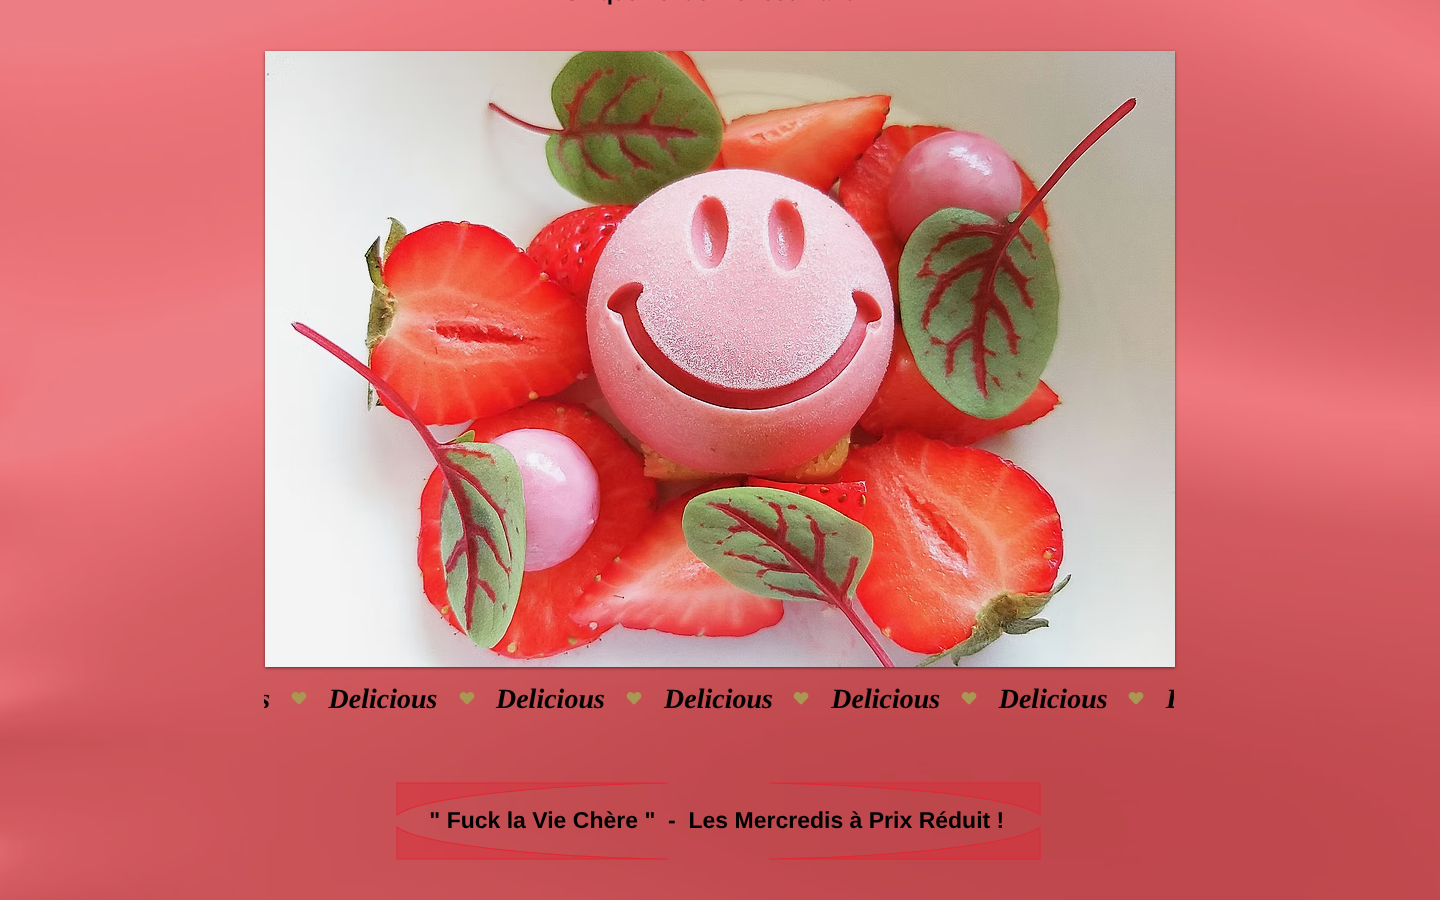 Delicious Delicious Delicious Delicious Delicious
" Fuck la Vie Chère " - Les Mercredis à Prix Réduit !